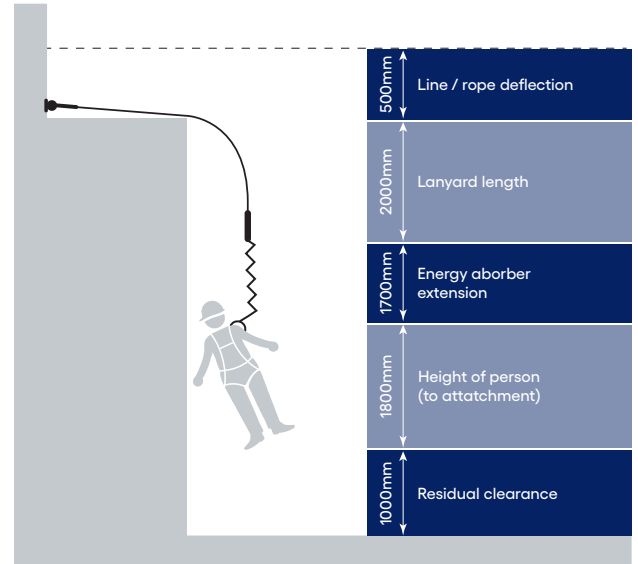 500mm
Line / rope deflection
2000mm
Lanyard length
1700mm
Energy aborber
extension
1800mm
Height of person
(to attatchment)
1000mm
Residual clearance